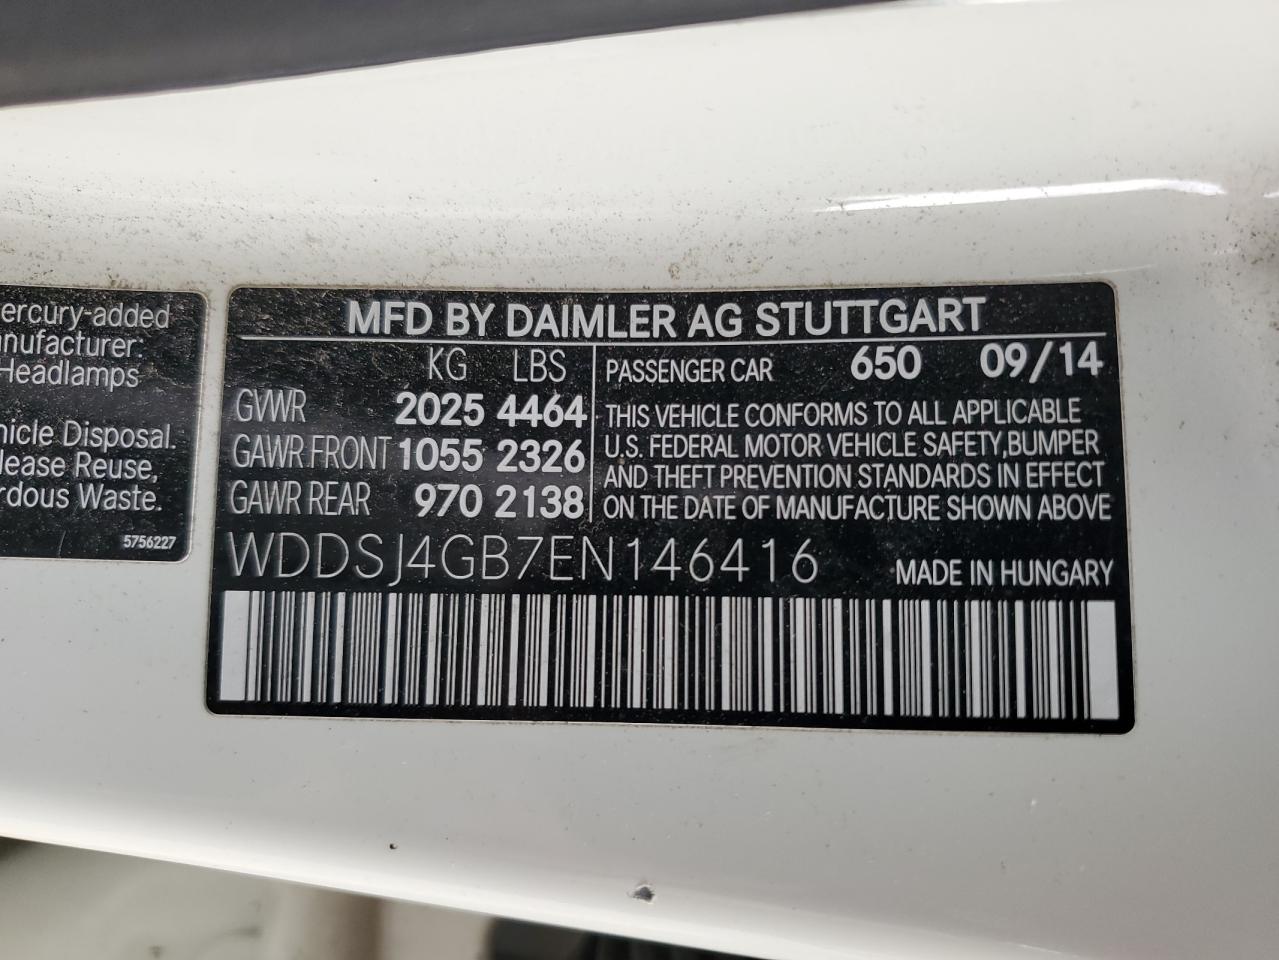 ercury-added
nufacturer:
Headlamps
hicle Disposal.
lease Reuse,
rdous Waste.
5756227
MFD BY DAIMLER AG STUTTGART
KG LBS
GVWR 2025 4464
GAWR FRONT 1055 2326
GAWR REAR 970 2138
PASSENGER CAR 650 09/14
THIS VEHICLE CONFORMS TO ALL APPLICABLE
U.S. FEDERAL MOTOR VEHICLE SAFETY,BUMPER
AND THEFT PREVENTION STANDARDS IN EFFECT
ON THE DATE OF MANUFACTURE SHOWN ABOVE
WDDSJ4GB7EN146416 MADE IN HUNGARY